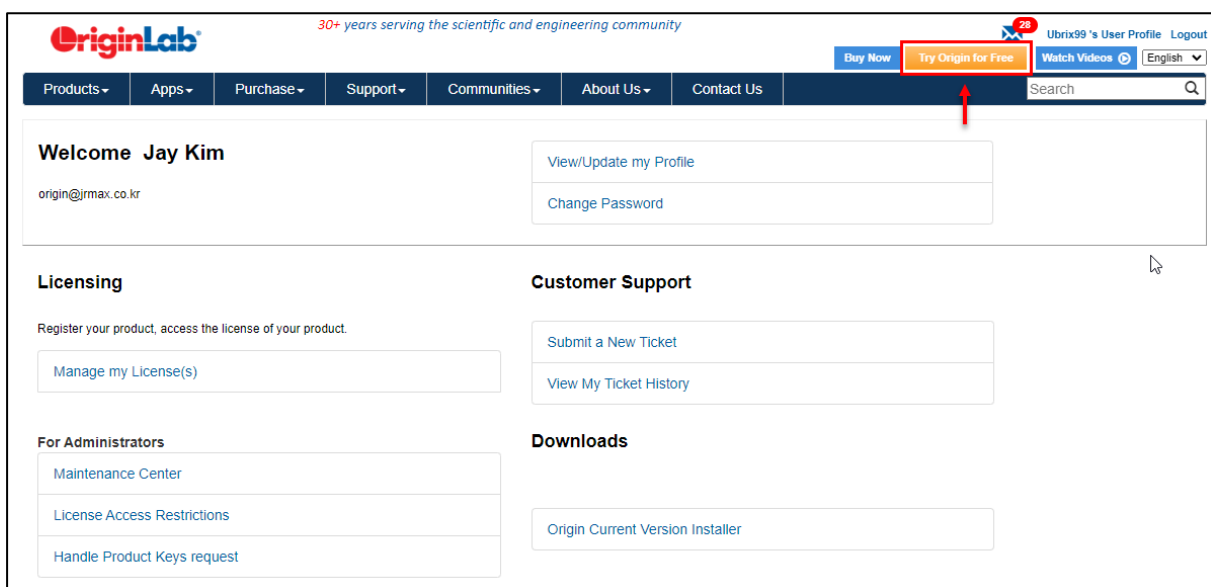 OriginLab®
30+ years serving the scientific and engineering community
28
Ubrix99 's User Profile Logout
Buy Now Try Origin for Free Watch Videos English
Products Apps Purchase Support Communities About Us Contact Us Search
Welcome Jay Kim
origin@jrmax.co.kr
View/Update my Profile
Change Password
Licensing
Register your product, access the license of your product.
Manage my License(s)
Customer Support
Submit a New Ticket
View My Ticket History
For Administrators
Maintenance Center
License Access Restrictions
Handle Product Keys request
Downloads
Origin Current Version Installer